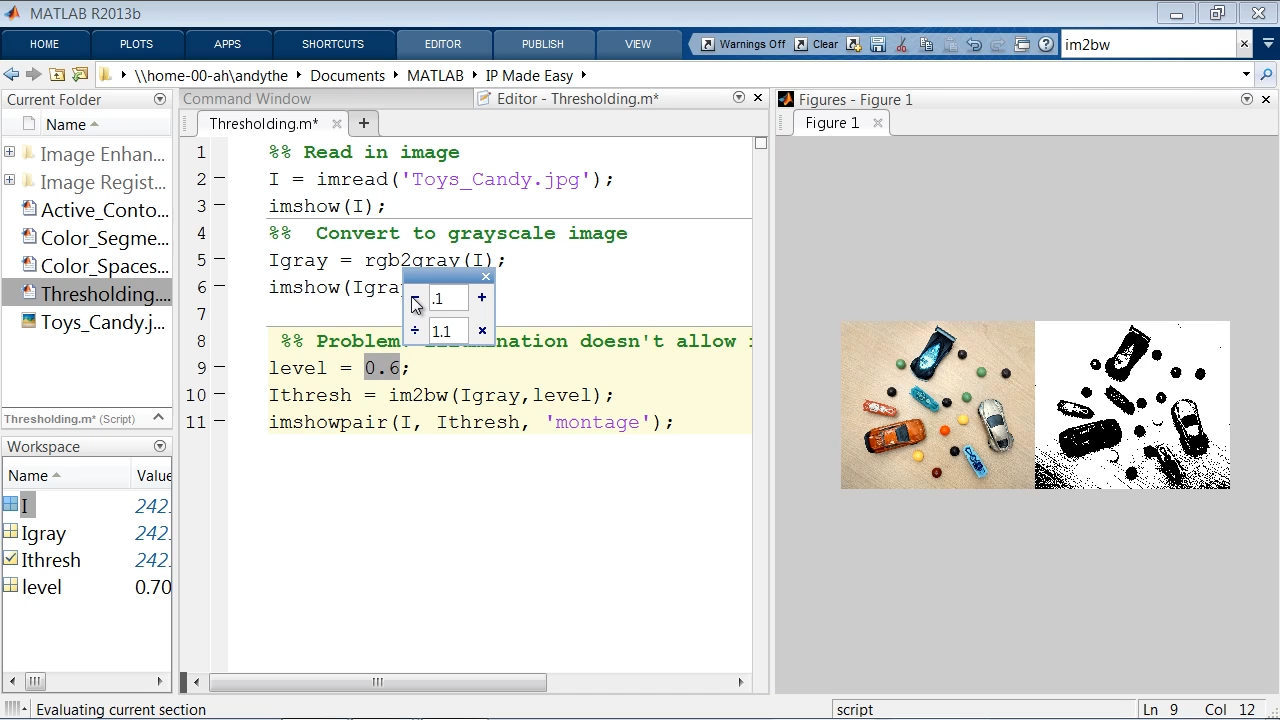 MATLAB R2013b
HOME PLOTS APPS SHORTCUTS EDITOR PUBLISH VIEW Warnings Off Clear im2bw
\\home-00-ah\andythe Documents MATLAB IP Made Easy
Current Folder
Name
Image Enhan...
Image Regist...
Active_Conto...
Color_Segme...
Color_Spaces...
Thresholding....
Toys_Candy.j...
Thresholding.m* (Script)
Workspace
Name Value
I 242
Igray 242
Ithresh 242
level 0.70
Command Window
Editor - Thresholding.m*
Thresholding.m*
1 %% Read in image
2 I = imread('Toys_Candy.jpg');
3 imshow(I);
4 %% Convert to grayscale image
5 Igray = rgb2gray(I);
6 imshow(Igra
7
8 %% Problem: illumination doesn't allow
9 level = 0.6;
10 Ithresh = im2bw(Igray,level);
11 imshowpair(I, Ithresh, 'montage');
- .1 +
÷ 1.1 ×
Figures - Figure 1
Figure 1
Evaluating current section
script
Ln 9 Col 12